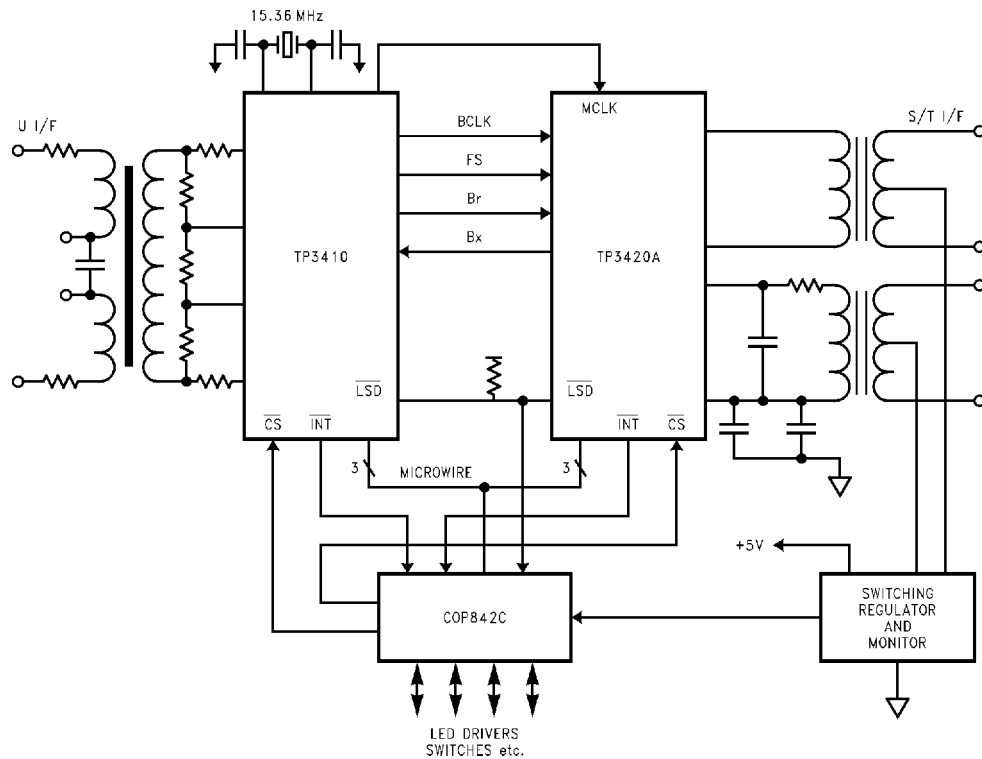 15.36 MHz
U I/F
MCLK
S/T I/F
BCLK
FS
Br
Bx
TP3410
TP3420A
LSD
LSD
CS
INT
INT
CS
3
MICROWIRE
3
+5V
COP842C
SWITCHING
REGULATOR
AND
MONITOR
LED DRIVERS
SWITCHES etc.